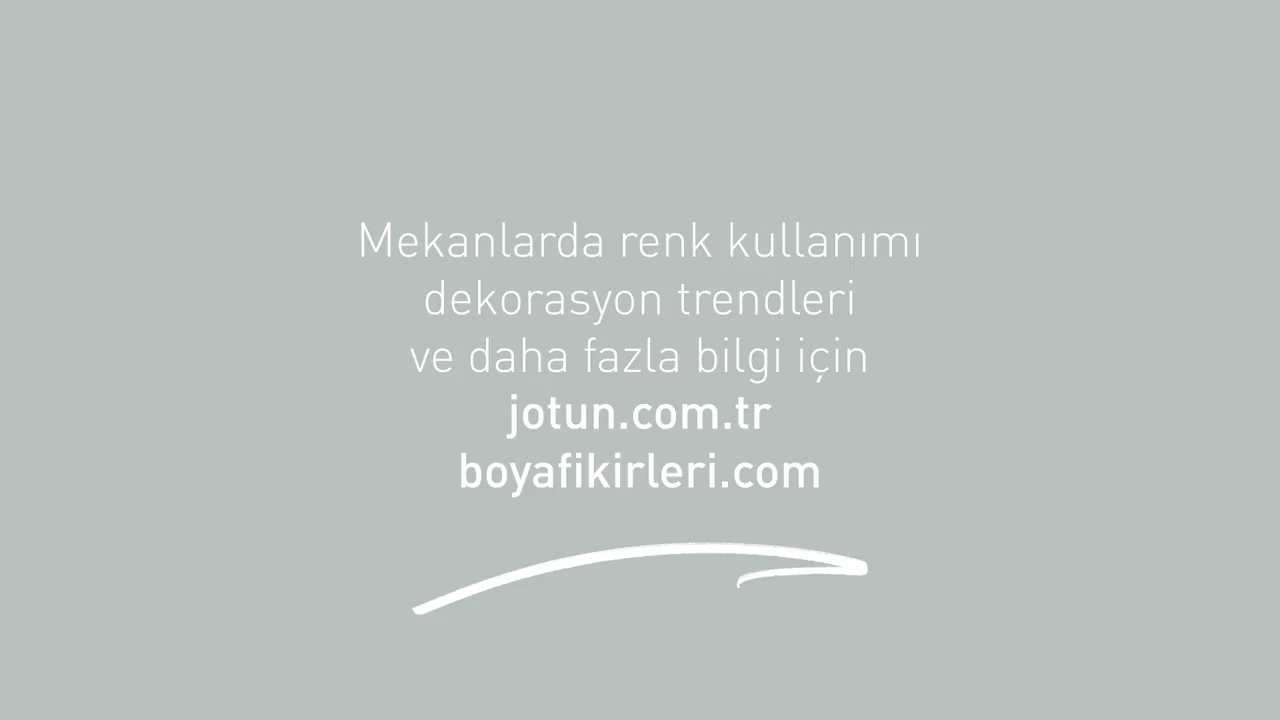 Mekanlarda renk kullanımı
dekorasyon trendleri
ve daha fazla bilgi için
jotun.com.tr
boyafikirleri.com